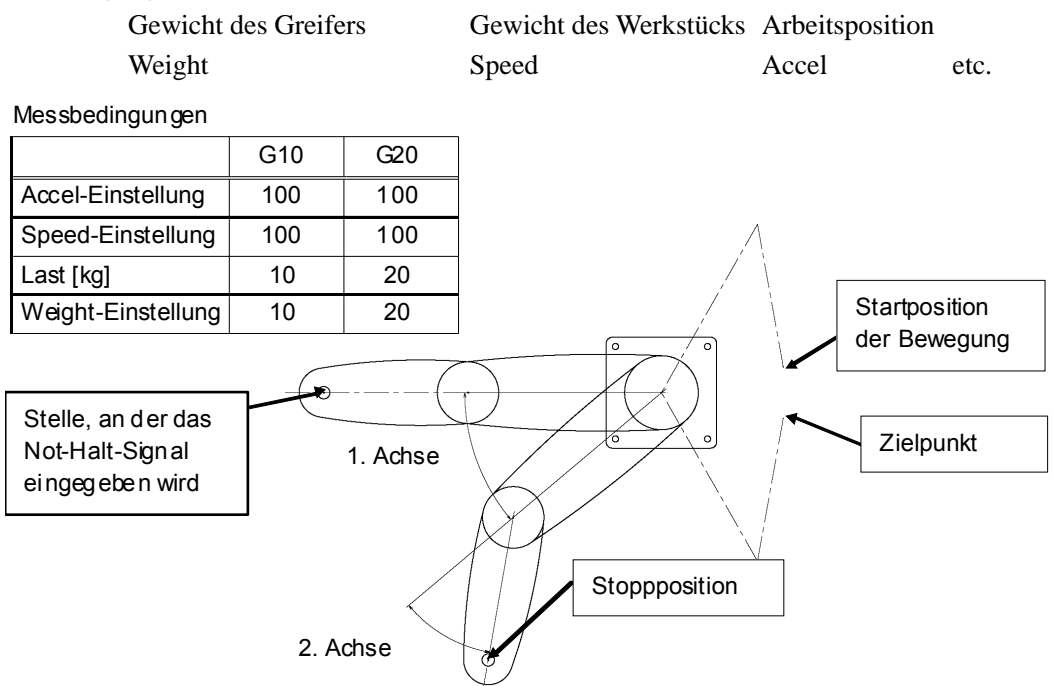 Gewicht des Greifers Gewicht des Werkstücks Arbeitsposition
Weight Speed Accel etc.
Messbedingungen
G10 G20
Accel-Einstellung 100 100
Speed-Einstellung 100 100
Last [kg] 10 20
Weight-Einstellung 10 20
Startposition
der Bewegung
Stelle, an der das
Not-Halt-Signal
eingegeben wird
1. Achse
Zielpunkt
Stoppposition
2. Achse